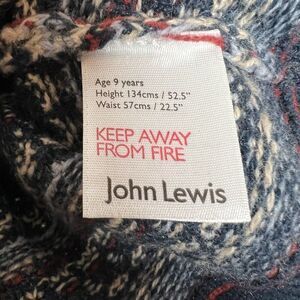 Age 9 years
Height 134cms / 52.5"
Waist 57cms / 22.5"
KEEP AWAY
FROM FIRE
John Lewis